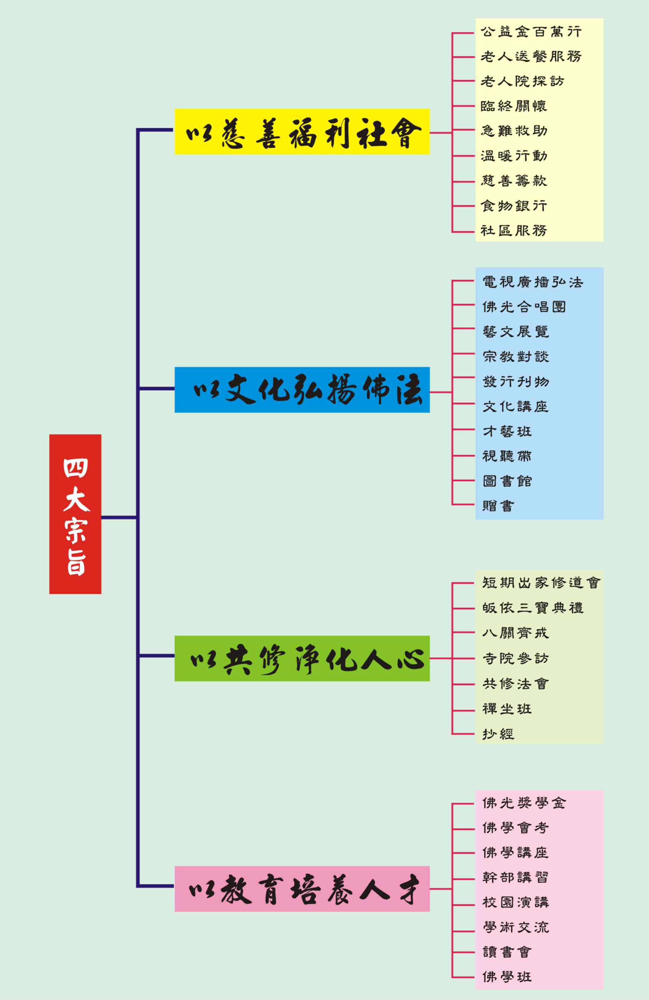 四大宗旨
以慈善福利社會
公益金百萬行
老人送餐服務
老人院探訪
臨終關懷
急難救助
溫暖行動
慈善籌款
食物銀行
社區服務
以文化弘揚佛法
電視廣播弘法
佛光合唱團
藝文展覽
宗教對談
發行刋物
文化講座
才藝班
視聽帶
圖書館
贈書
以共修淨化人心
短期出家修道會
皈依三寶典禮
八關齊戒
寺院參訪
共修法會
禪坐班
抄經
以教育培養人才
佛光獎學金
佛學會考
佛學講座
幹部講習
校園演講
學術交流
讀書會
佛學班